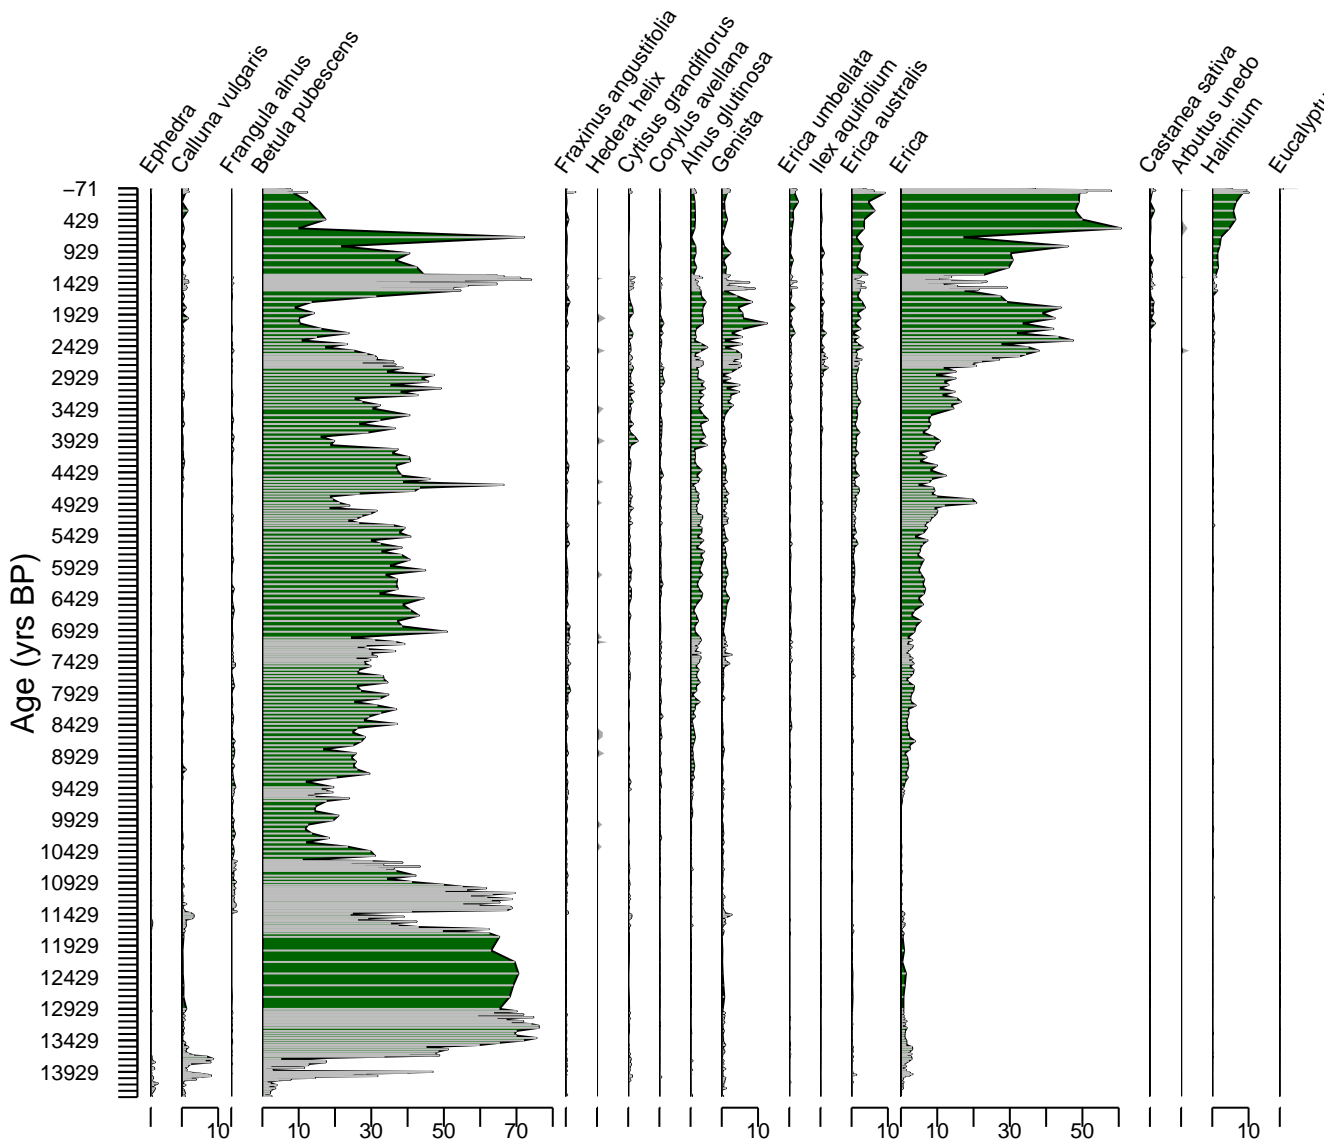 Ephedra
Calluna vulgaris
Frangula alnus
Betula pubescens
Fraxinus angustifolia
Hedera helix
Cytisus grandiflorus
Corylus avellana
Alnus glutinosa
Genista
Erica umbellata
Ilex aquifolium
Erica australis
Erica
Castanea sativa
Arbutus unedo
Halimium
Eucalyptu
Age (yrs BP)
−71
429
929
1429
1929
2429
2929
3429
3929
4429
4929
5429
5929
6429
6929
7429
7929
8429
8929
9429
9929
10429
10929
11429
11929
12429
12929
13429
13929
10 10 30 50 70 10 10 10 30 50 10